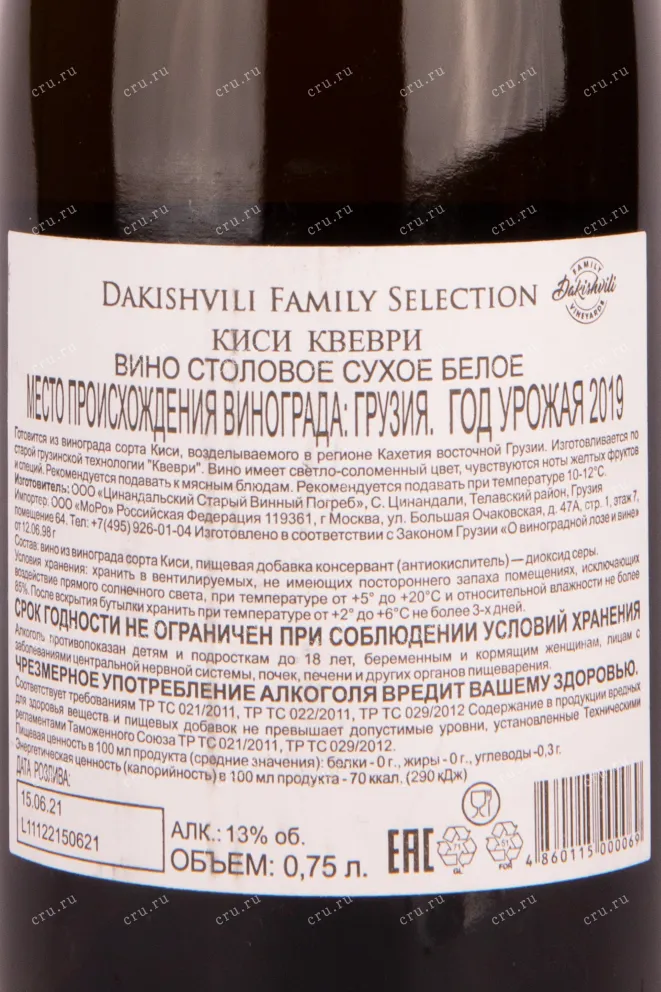 DAKISHVILI FAMILY SELECTION
FAMILY
Dakishvili
VINEYARDS
КИСИ КВЕВРИ
ВИНО СТОЛОВОЕ СУХОЕ БЕЛОЕ
МЕСТО ПРОИСХОЖДЕНИЯ ВИНОГРАДА: ГРУЗИЯ. ГОД УРОЖАЯ 2019
Готовится из винограда сорта Киси, возделываемого в регионе Кахетия восточной Грузии. Изготовливается по
старой грузинской технологии "Квеври". Вино имеет светло-соломенный цвет, чувствуются ноты желтых фруктов
и специй. Рекомендуется подавать к мясным блюдам. Рекомендуется подавать при температуре 10-12°C.
Изготовитель: ООО «Цинандальский Старый Винный Погреб», С. Цинандали, Телавский район, Грузия
Импортер: ООО «МоРо» Российская Федерация 119361, г Москва, ул. Большая Очаковская, д. 47А, стр. 1, этаж 7,
помещение 64. Тел: +7(495) 926-01-04 Изготовлено в соответствии с Законом Грузии «О виноградной лозе и вине»
от 12.06.98 г
Состав: вино из винограда сорта Киси, пищевая добавка консервант (антиокислитель) — диоксид серы.
Условия хранения: хранить в вентилируемых, не имеющих постороннего запаха помещениях, исключающих
воздействие прямого солнечного света, при температуре от +5° до +20°C и относительной влажности не более
85%. После вскрытия бутылки хранить при температуре от +2° до +6°C не более 3-х дней.
СРОК ГОДНОСТИ НЕ ОГРАНИЧЕН ПРИ СОБЛЮДЕНИИ УСЛОВИЙ ХРАНЕНИЯ
Алкоголь противопоказан детям и подросткам до 18 лет, беременным и кормящим женщинам, лицам с
заболеваниями центральной нервной системы, почек, печени и других органов пищеварения.
ЧРЕЗМЕРНОЕ УПОТРЕБЛЕНИЕ АЛКОГОЛЯ ВРЕДИТ ВАШЕМУ ЗДОРОВЬЮ.
Соответствует требованиям ТР ТС 021/2011, ТР ТС 022/2011, ТР ТС 029/2012 Содержание в продукции вредных
для здоровья веществ и пищевых добавок не превышает допустимые уровни, установленные Техническими
регламентами Таможенного Союза ТР ТС 021/2011, ТР ТС 029/2012.
Пищевая ценность в 100 мл продукта (средние значения): белки - 0 г., жиры - 0 г., углеводы -0,3 г.
Энергетическая ценность (калорийность) в 100 мл продукта - 70 ккал. (290 кДж)
ДАТА РОЗЛИВА:
15.06.21
L11122150621
АЛК.: 13% об.
ОБЪЕМ: 0,75 л.
EAC
71
GL
51
FOR
4 860115 000069
cru.ru